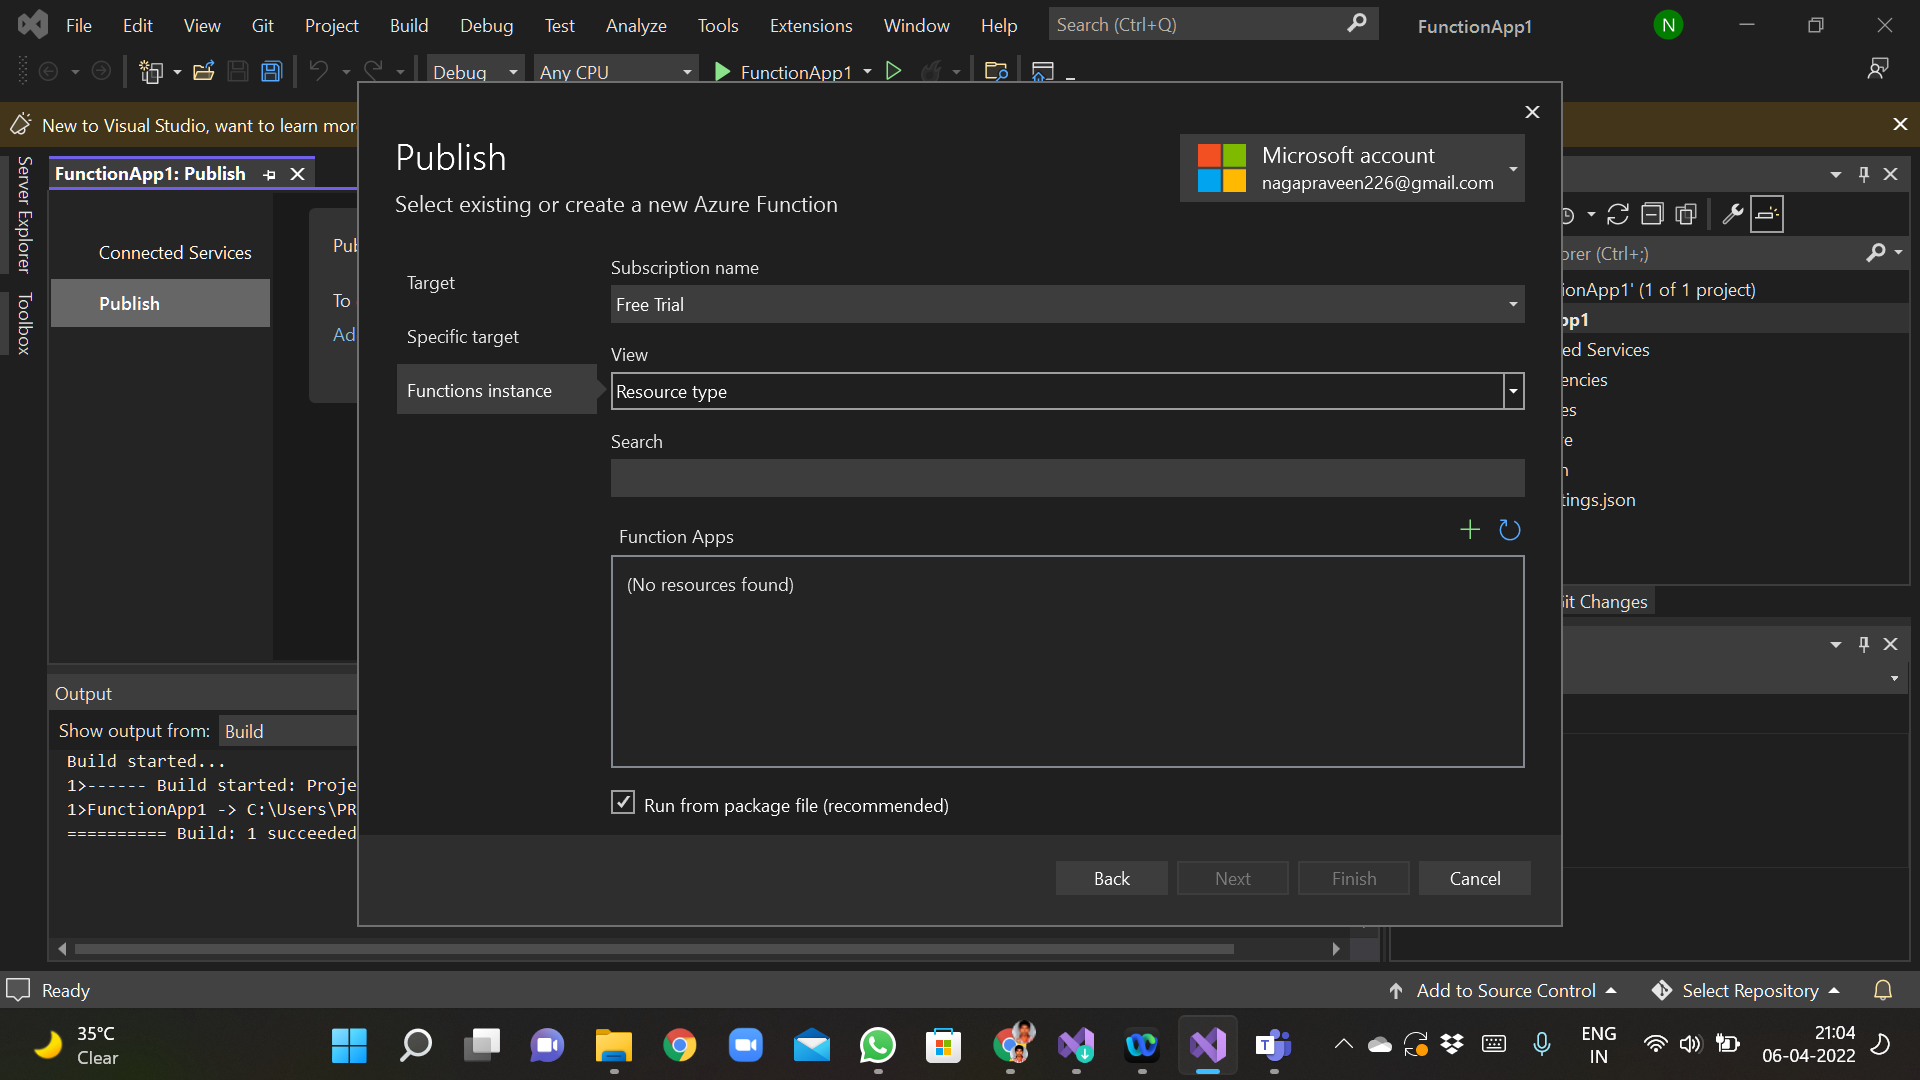 File Edit View Git Project Build Debug Test Analyze Tools Extensions Window Help Search (Ctrl+Q) FunctionApp1 N
Debug Any CPU FunctionApp1
New to Visual Studio, want to learn mor
Server Explorer
Toolbox
FunctionApp1: Publish
Connected Services
Publish
Pub
To
Ad
Publish
Select existing or create a new Azure Function
Microsoft account
nagapraveen226@gmail.com
Target
Specific target
Functions instance
Subscription name
Free Trial
View
Resource type
Search
Function Apps
(No resources found)
Run from package file (recommended)
Back Next Finish Cancel
orer (Ctrl+;)
ionApp1' (1 of 1 project)
pp1
ed Services
encies
es
e
n
tings.json
it Changes
Output
Show output from: Build
Build started...
1>------ Build started: Proje
1>FunctionApp1 -> C:\Users\PR
========== Build: 1 succeeded
Ready
Add to Source Control Select Repository
35°C
Clear
ENG
IN
21:04
06-04-2022